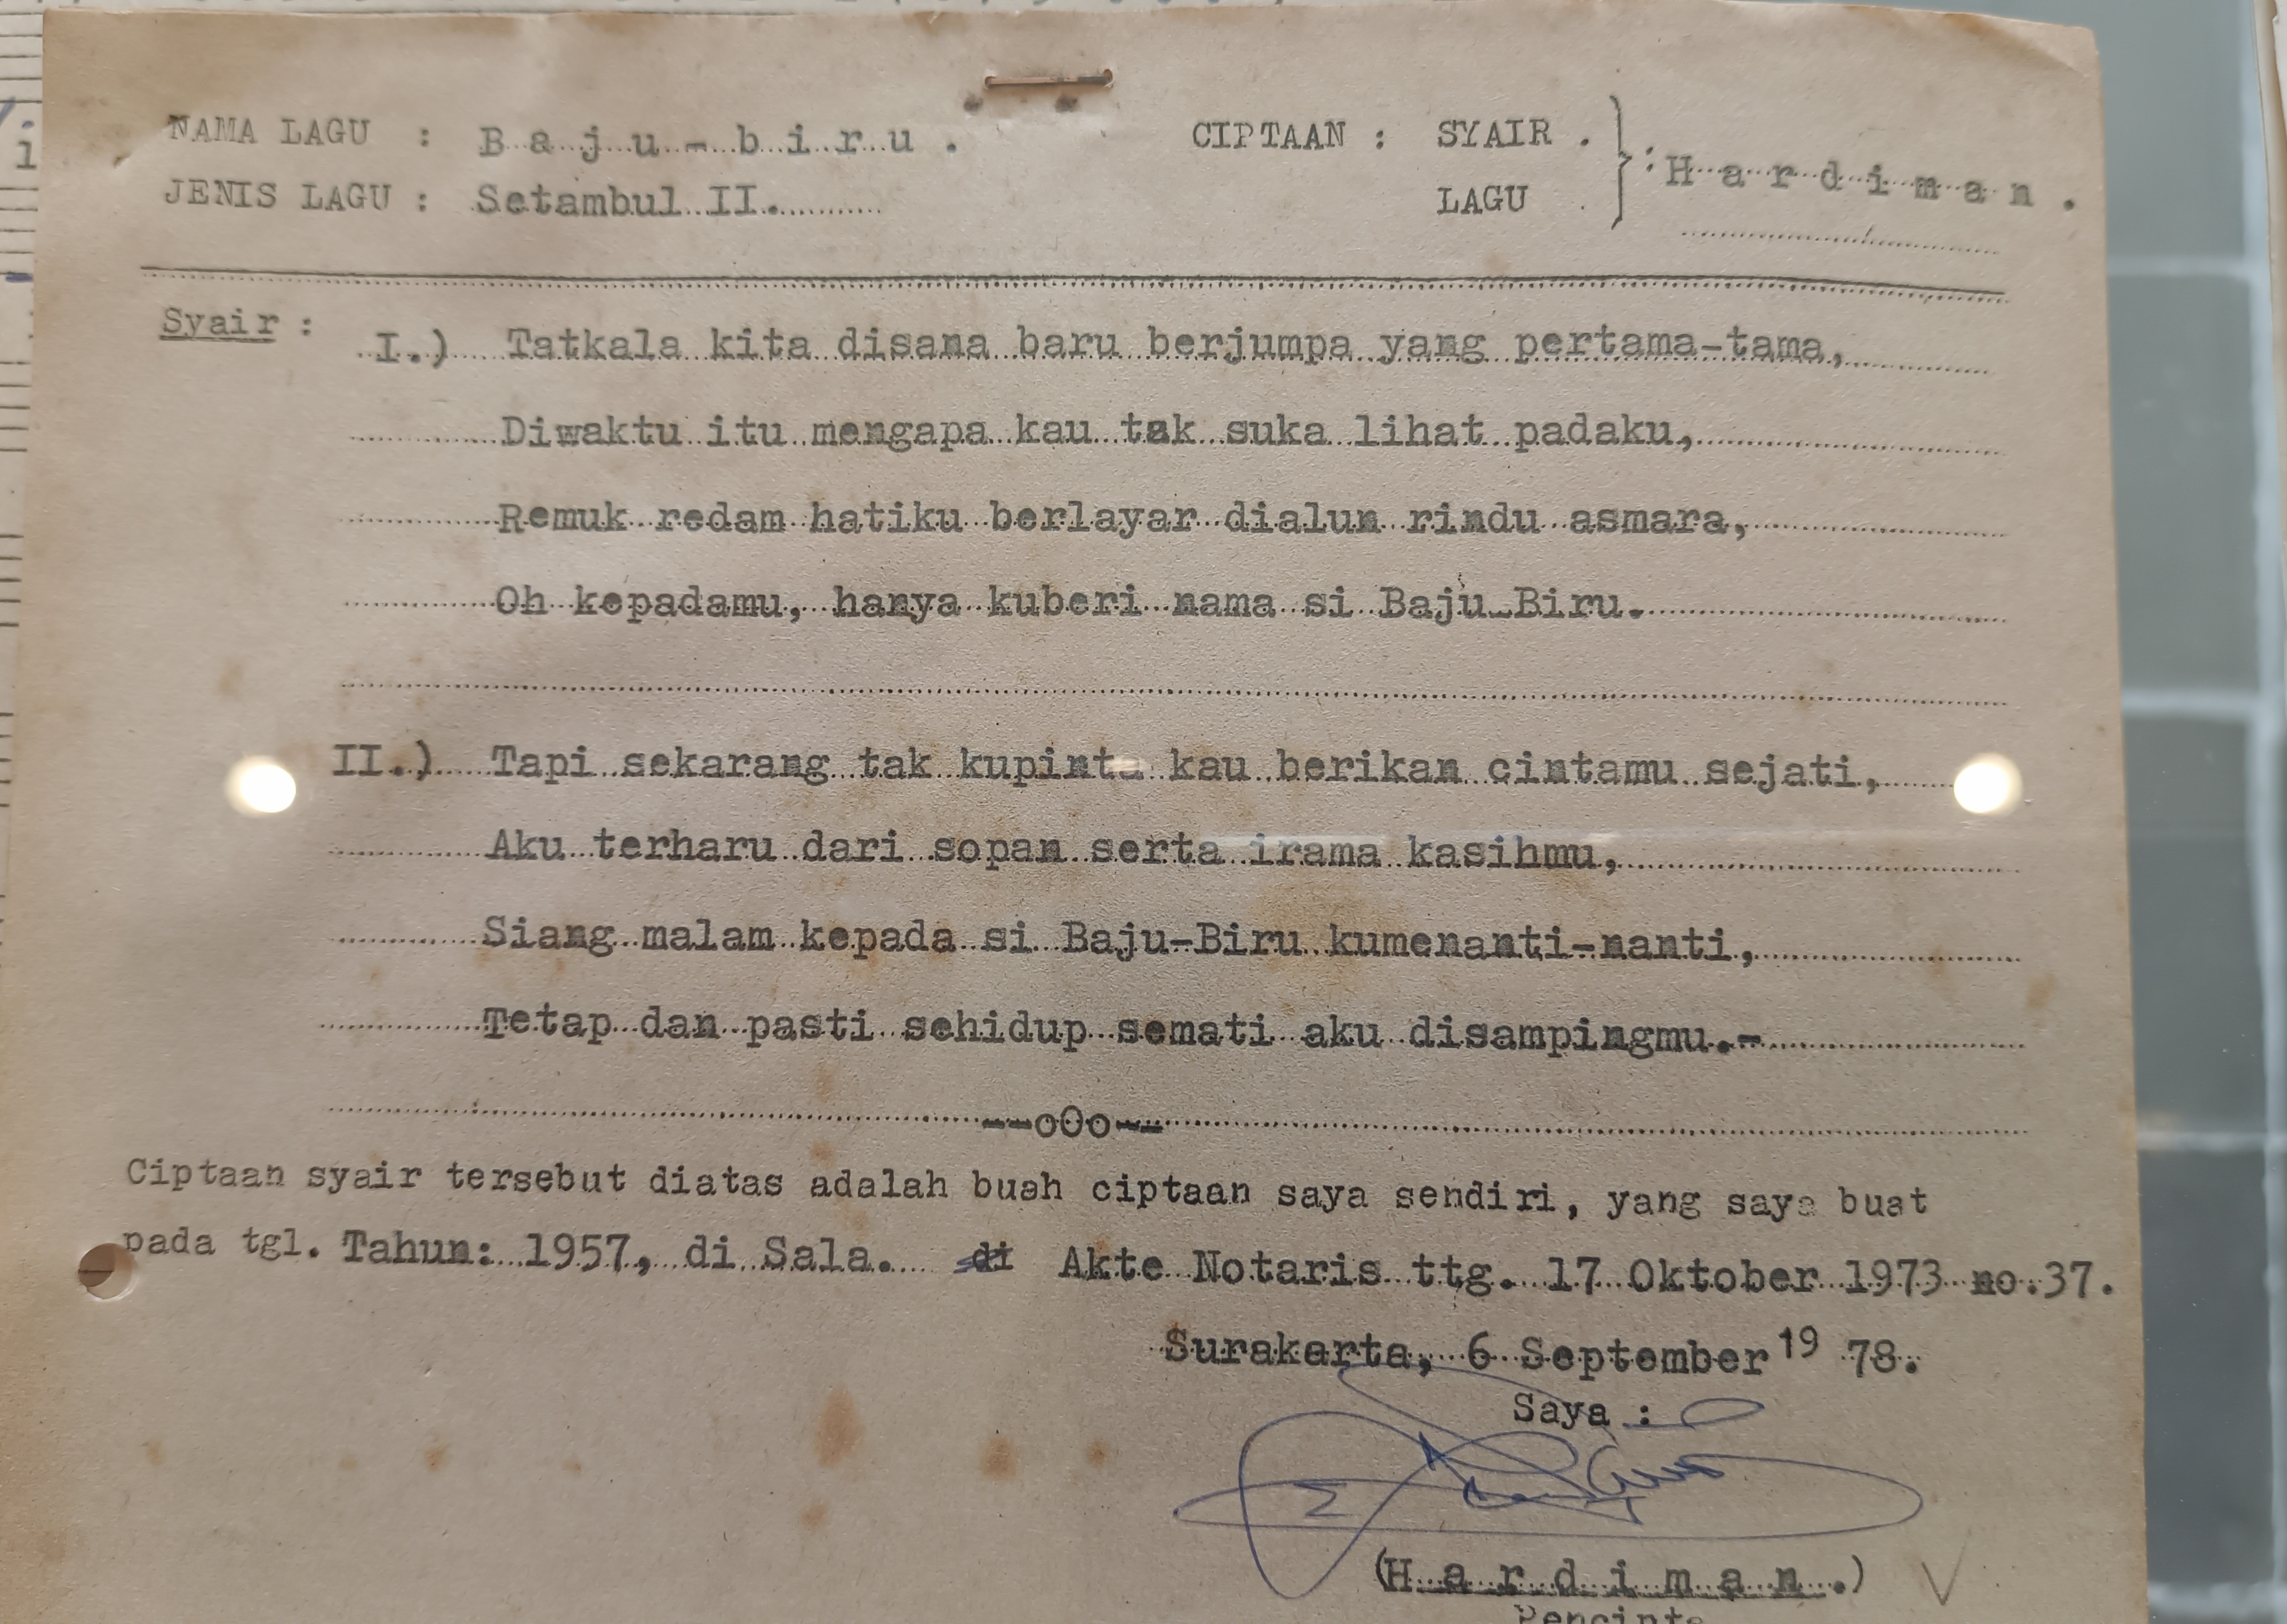 NAMA LAGU : B a j u - b i r u .
CIPTAAN : SYAIR .
LAGU .
: H a r d i m a n .
JENIS LAGU : Setambul II.
Syair :
I.) Tatkala kita disana baru berjumpa yang pertama-tama,
Diwaktu itu mengapa kau tak suka lihat padaku,
Remuk redam hatiku berlayar dialun rindu asmara,
Oh kepadamu, hanya kuberi nama si Baju-Biru.
II.) Tapi sekarang tak kupinta kau berikan cintamu sejati,
Aku terharu dari sopan serta irama kasihmu,
Siang malam kepada si Baju-Biru kumenanti-nanti,
Tetap dan pasti sehidup semati aku disampingmu.-
--oOo--
Ciptaan syair tersebut diatas adalah buah ciptaan saya sendiri, yang saya buat
pada tgl. Tahun: 1957, di Sala. di Akte Notaris ttg. 17 Oktober 1973 no.37.
Surakarta, 6 September 19 78.
Saya :
(H a r d i m a n .)
Pencipta